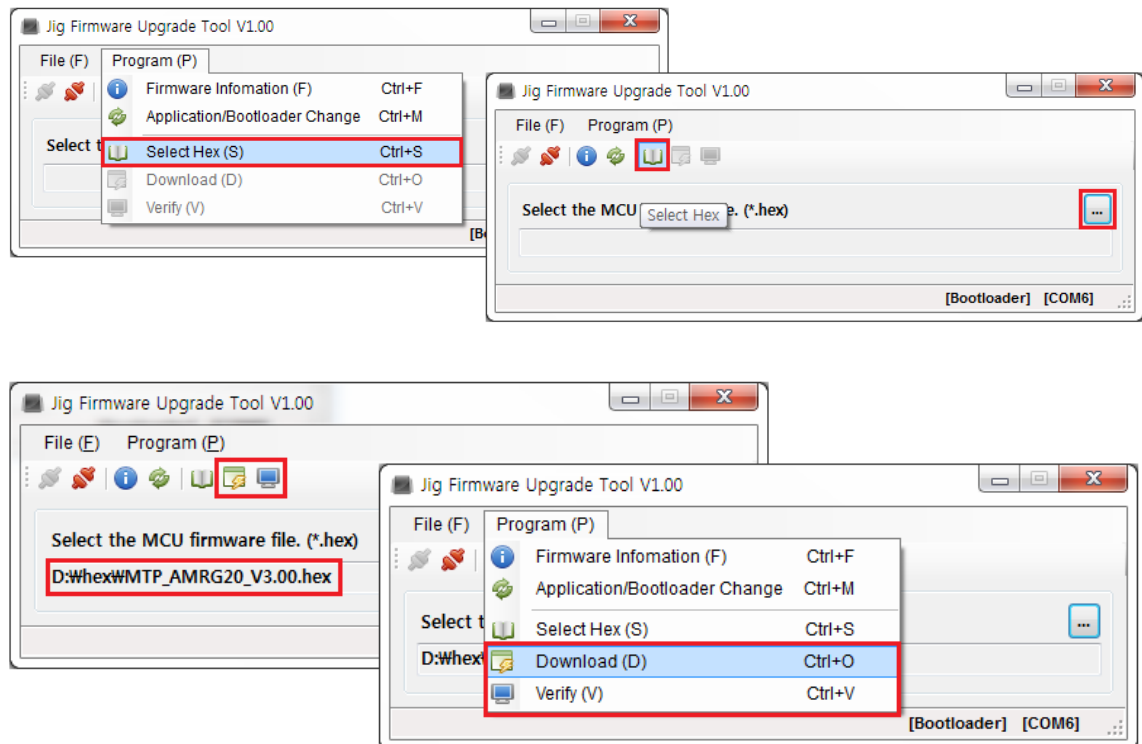 Jig Firmware Upgrade Tool V1.00
File (F) Program (P)
Firmware Infomation (F) Ctrl+F
Application/Bootloader Change Ctrl+M
Select t
Select Hex (S) Ctrl+S
Download (D) Ctrl+O
Verify (V) Ctrl+V
[B
Jig Firmware Upgrade Tool V1.00
File (F) Program (P)
Select the MCU e. (*.hex)
Select Hex
...
[Bootloader] [COM6]
Jig Firmware Upgrade Tool V1.00
File (F) Program (P)
Select the MCU firmware file. (*.hex)
D:₩hex₩MTP_AMRG20_V3.00.hex
Jig Firmware Upgrade Tool V1.00
File (F) Program (P)
Firmware Infomation (F) Ctrl+F
Application/Bootloader Change Ctrl+M
Select t
Select Hex (S) Ctrl+S
...
D:₩hex
Download (D) Ctrl+O
Verify (V) Ctrl+V
[Bootloader] [COM6]